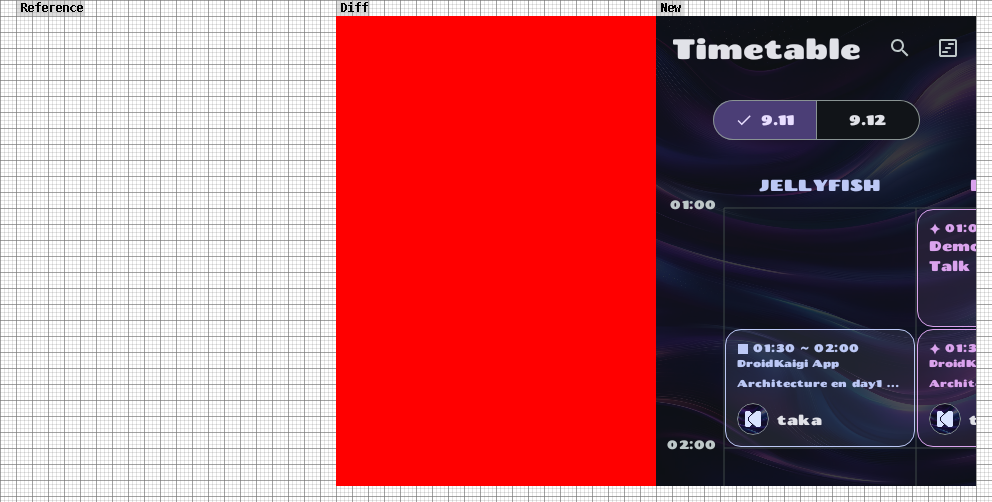 Reference
Diff
New
Timetable
9.11
9.12
JELLYFISH
01:00
01:0
Demo
Talk
01:30 ~ 02:00
DroidKaigi App
Architecture en day1 ...
taka
01:3
DroidK
Archit
t
02:00